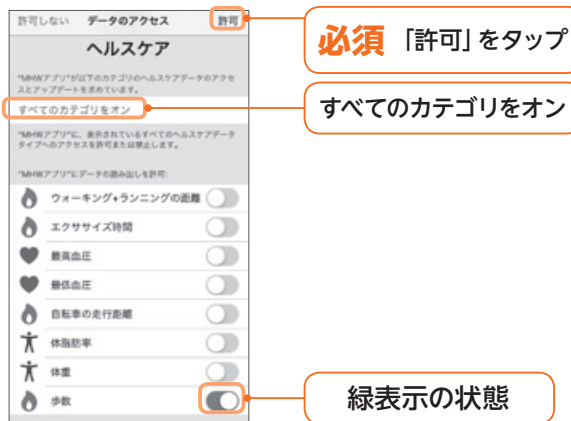 許可しない データのアクセス 許可
必須 「許可」をタップ
ヘルスケア
"MHWアプリ"が以下のカテゴリのヘルスケアデータのアクセ
スとアップデートを求めています。
すべてのカテゴリをオン
すべてのカテゴリをオン
"MHWアプリ"に、表示されているすべてのヘルスケアデータ
タイプへのアクセスを許可または禁止します。
"MHWアプリ"にデータの読み出しを許可:
ウォーキング+ランニングの距離
エクササイズ時間
最高血圧
最低血圧
自転車の走行距離
体脂肪率
体重
歩数
緑表示の状態